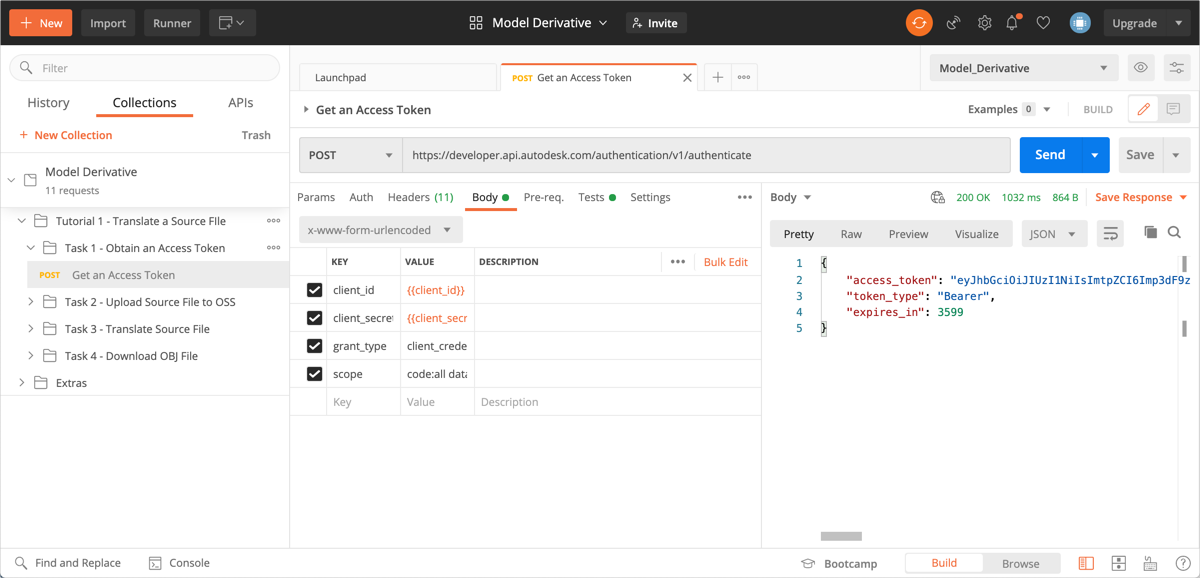 New Import Runner Model Derivative Invite Upgrade
Filter
Launchpad POST Get an Access Token Model_Derivative
History Collections APIs
Get an Access Token Examples 0 BUILD
New Collection Trash
POST https://developer.api.autodesk.com/authentication/v1/authenticate Send Save
Model Derivative
11 requests
Params Auth Headers (11) Body Pre-req. Tests Settings
Body 200 OK 1032 ms 864 B Save Response
Tutorial 1 - Translate a Source FIle
x-www-form-urlencoded
Pretty Raw Preview Visualize JSON
Task 1 - Obtain an Access Token
KEY VALUE DESCRIPTION Bulk Edit
POST Get an Access Token
Task 2 - Upload Source File to OSS
Task 3 - Translate Source File
Task 4 - Download OBJ File
Extras
client_id {{client_id}}
client_secret {{client_secr
grant_type client_crede
scope code:all data
Key Value Description
1 {
2 "access_token": "eyJhbGciOiJIUzI1NiIsImtpZCI6Imp3dF9z
3 "token_type": "Bearer",
4 "expires_in": 3599
5 }
Find and Replace Console Bootcamp Build Browse